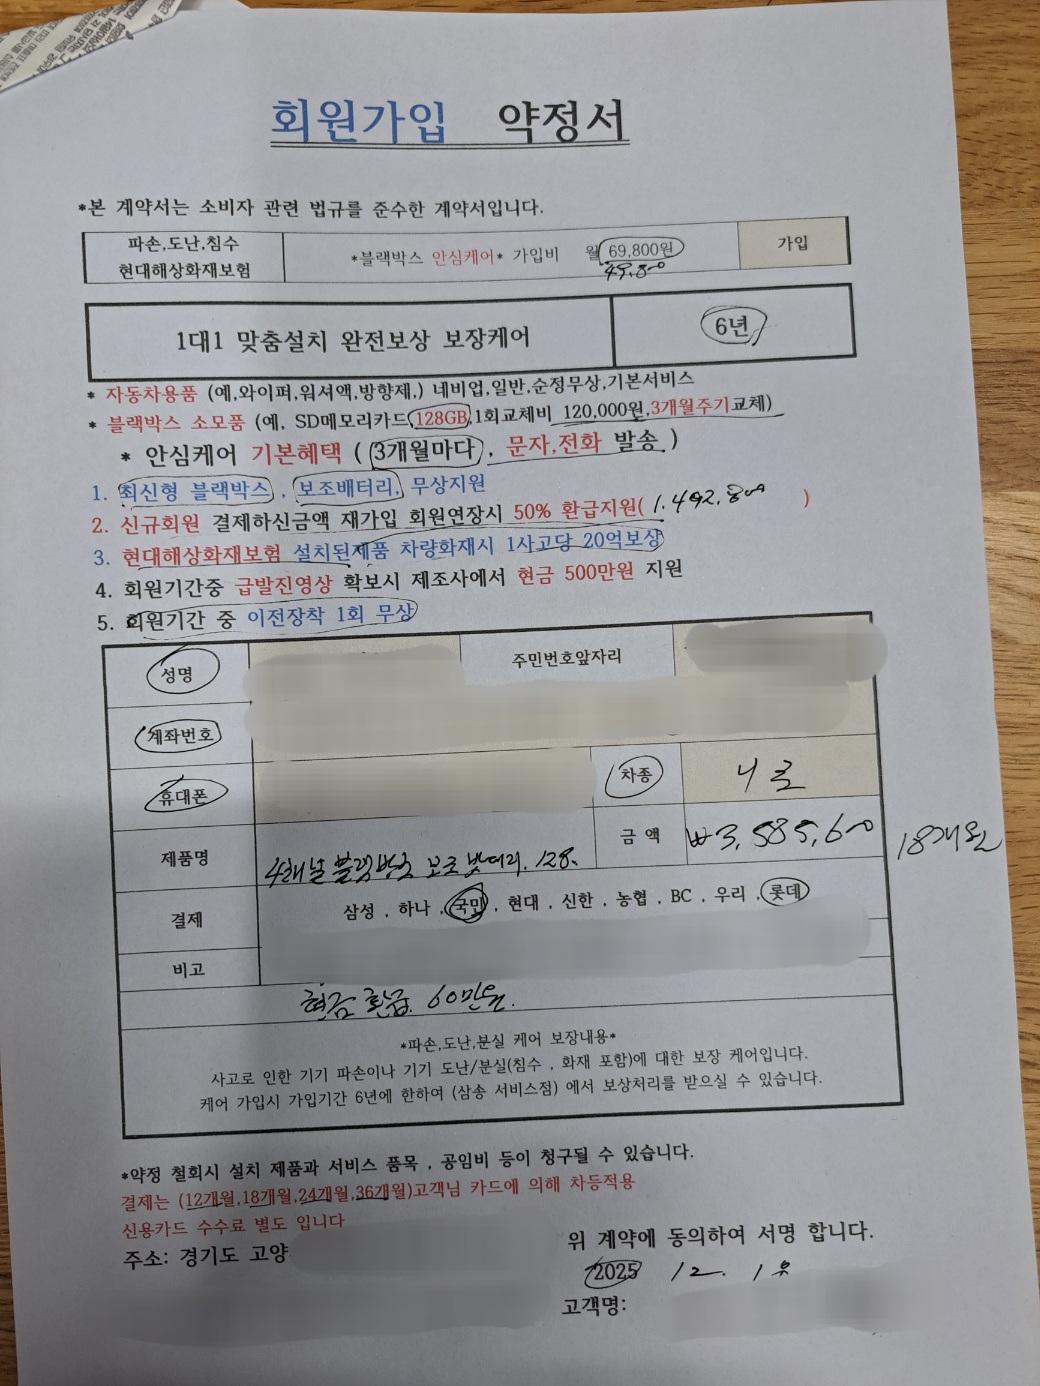 회원가입 약정서
*본 계약서는 소비자 관련 법규를 준수한 계약서입니다.
파손,도난,침수
현대해상화재보험
*블랙박스 안심케어* 가입비 월 69,800원
49,800
가입
1대1 맞춤설치 완전보상 보장케어
6년
* 자동차용품 (예,와이퍼,워셔액,방향제,) 네비업,일반,순정무상,기본서비스
* 블랙박스 소모품 (예, SD메모리카드,128GB,1회교체비 120,000원,3개월주기교체)
* 안심케어 기본혜택 (3개월마다, 문자,전화 발송)
1. 최신형 블랙박스 , 보조배터리, 무상지원
2. 신규회원 결제하신금액 재가입 회원연장시 50% 환급지원( 1.492,800 )
3. 현대해상화재보험 설치된제품 차량화재시 1사고당 20억보상
4. 회원기간중 급발진영상 확보시 제조사에서 현금 500만원 지원
5. 회원기간 중 이전장착 1회 무상
성명
주민번호앞자리
계좌번호
휴대폰
차종
니로
제품명
4채널 블랙박스 보조밧데리. 128.
금 액
₩3,585,600
18개월
결제
삼성 , 하나 , 국민 , 현대 , 신한 , 농협 , BC , 우리 , 롯데
비고
현금 환급 60만원.
*파손,도난,분실 케어 보장내용*
사고로 인한 기기 파손이나 기기 도난/분실(침수 , 화재 포함)에 대한 보장 케어입니다.
케어 가입시 가입기간 6년에 한하여 (삼송 서비스점) 에서 보상처리를 받으실 수 있습니다.
*약정 철회시 설치 제품과 서비스 품목 , 공임비 등이 청구될 수 있습니다.
결제는 (12개월,18개월,24개월,36개월)고객님 카드에 의해 차등적용
신용카드 수수료 별도 입니다
주소: 경기도 고양
위 계약에 동의하여 서명 합니다.
2025 12. 1
고객명: